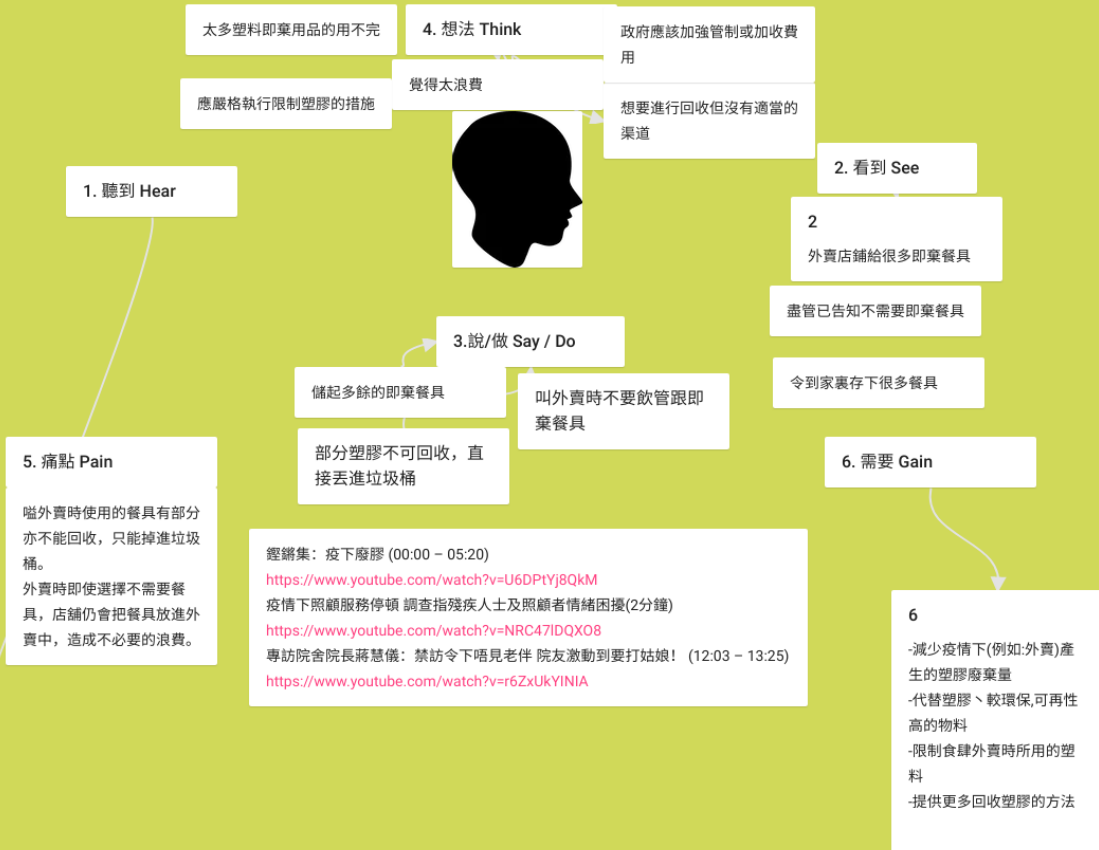 太多塑料即棄用品的用不完
4. 想法 Think
政府應該加強管制或加收費
用
覺得太浪費
應嚴格執行限制塑膠的措施
想要進行回收但沒有適當的
渠道
1. 聽到 Hear
2. 看到 See
2
外賣店鋪給很多即棄餐具
盡管已告知不需要即棄餐具
令到家裏存下很多餐具
3.說/做 Say / Do
儲起多餘的即棄餐具
叫外賣時不要飲管跟即
棄餐具
部分塑膠不可回收，直
接丟進垃圾桶
5. 痛點 Pain
嗌外賣時使用的餐具有部分
亦不能回收，只能掉進垃圾
桶。
外賣時即使選擇不需要餐
具，店舖仍會把餐具放進外
賣中，造成不必要的浪費。
鏗鏘集：疫下廢膠 (00:00 – 05:20)
https://www.youtube.com/watch?v=U6DPtYj8QkM
疫情下照顧服務停頓 調查指殘疾人士及照顧者情緒困擾(2分鐘)
https://www.youtube.com/watch?v=NRC47lDQXO8
專訪院舍院長蔣慧儀：禁訪令下唔見老伴 院友激動到要打姑娘！ (12:03 – 13:25)
https://www.youtube.com/watch?v=r6ZxUkYINIA
6. 需要 Gain
6
-減少疫情下(例如:外賣)產
生的塑膠廢棄量
-代替塑膠、較環保,可再性
高的物料
-限制食肆外賣時所用的塑
料
-提供更多回收塑膠的方法